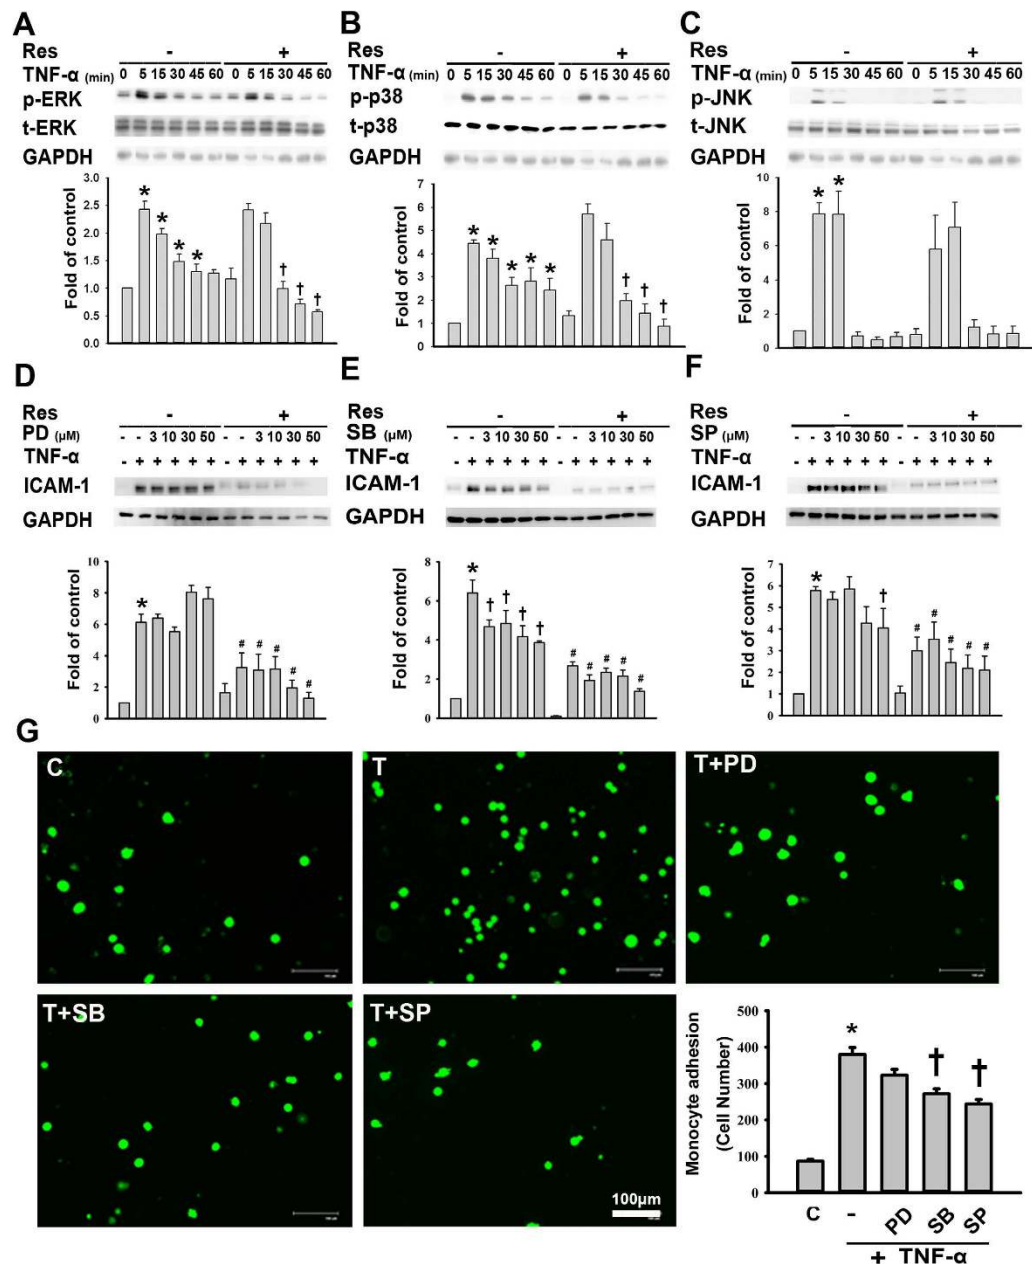 A
Res - +
TNF-α (min) 0 5 15 30 45 60 0 5 15 30 45 60
p-ERK
t-ERK
GAPDH
Fold of control
3.0
2.5
2.0
1.5
1.0
0.5
0.0
* * * * † † †
B
Res - +
TNF-α (min) 0 5 15 30 45 60 0 5 15 30 45 60
p-p38
t-p38
GAPDH
Fold of control
7
6
5
4
3
2
1
0
* * * * * † † †
C
Res - +
TNF-α (min) 0 5 15 30 45 60 0 5 15 30 45 60
p-JNK
t-JNK
GAPDH
Fold of control
10
8
6
4
2
0
* *
D
Res - +
PD (μM) - - 3 10 30 50 - - 3 10 30 50
TNF-α - + + + + + - + + + + +
ICAM-1
GAPDH
Fold of control
10
8
6
4
2
0
* # # # # #
E
Res - +
SB (μM) - - 3 10 30 50 - - 3 10 30 50
TNF-α - + + + + + - + + + + +
ICAM-1
GAPDH
Fold of control
8
6
4
2
0
* † † † † # # # # #
F
Res - +
SP (μM) - - 3 10 30 50 - - 3 10 30 50
TNF-α - + + + + + - + + + + +
ICAM-1
GAPDH
Fold of control
7
6
5
4
3
2
1
0
* † # # # # #
G
C
T
T+PD
T+SB
T+SP
100μm
Monocyte adhesion
(Cell Number)
500
400
300
200
100
0
* † †
C - PD SB SP
+ TNF-α